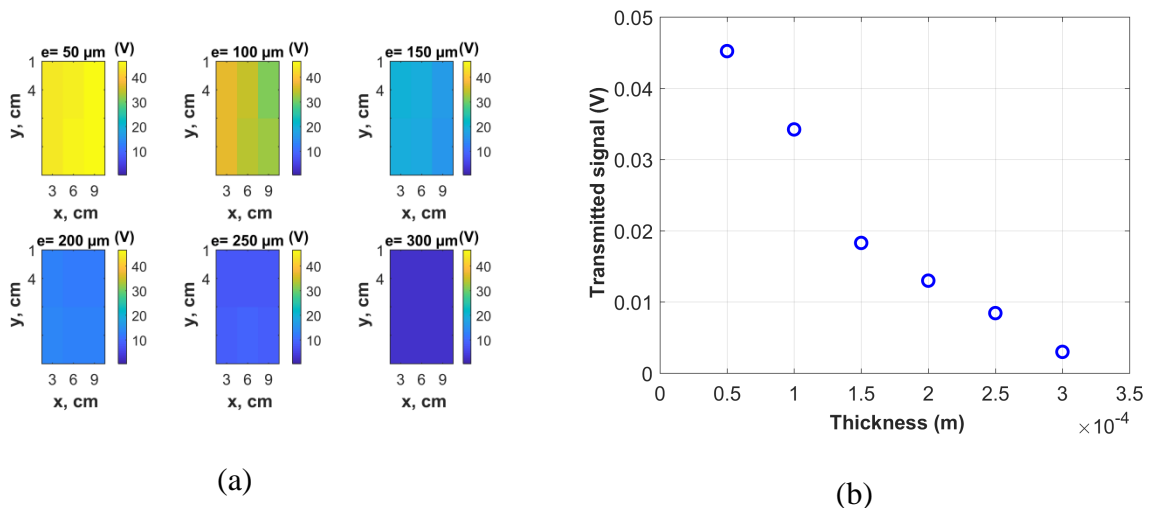 e= 50 µm (V)
e= 100 µm (V)
e= 150 µm (V)
1
4
y, cm
40
30
20
10
3 6 9
x, cm
1
4
y, cm
40
30
20
10
3 6 9
x, cm
1
4
y, cm
40
30
20
10
3 6 9
x, cm
e= 200 µm (V)
e= 250 µm (V)
e= 300 µm (V)
1
4
y, cm
40
30
20
10
3 6 9
x, cm
1
4
y, cm
40
30
20
10
3 6 9
x, cm
1
4
y, cm
40
30
20
10
3 6 9
x, cm
(a)
0.05
0.04
0.03
0.02
0.01
0
Transmitted signal (V)
0 0.5 1 1.5 2 2.5 3 3.5
Thickness (m)
×10-4
(b)